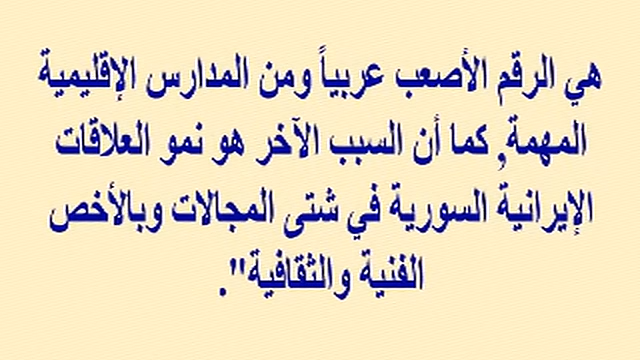 هي الرقم الأصعب عربياً ومن المدارس الإقليمية
المهمة, كما أن السبب الآخر هو نمو العلاقات
الإيرانية السورية في شتى المجالات وبالأخص
الفنية والثقافية".